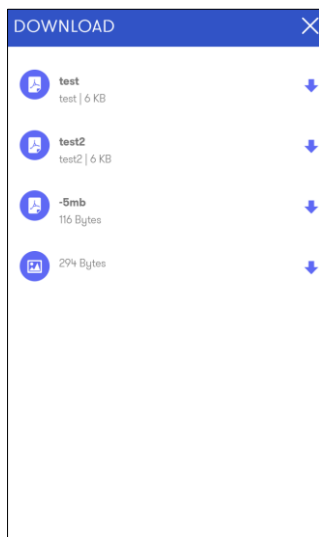 DOWNLOAD
test
test | 6 KB
test2
test2 | 6 KB
-5mb
116 Bytes
294 Bytes